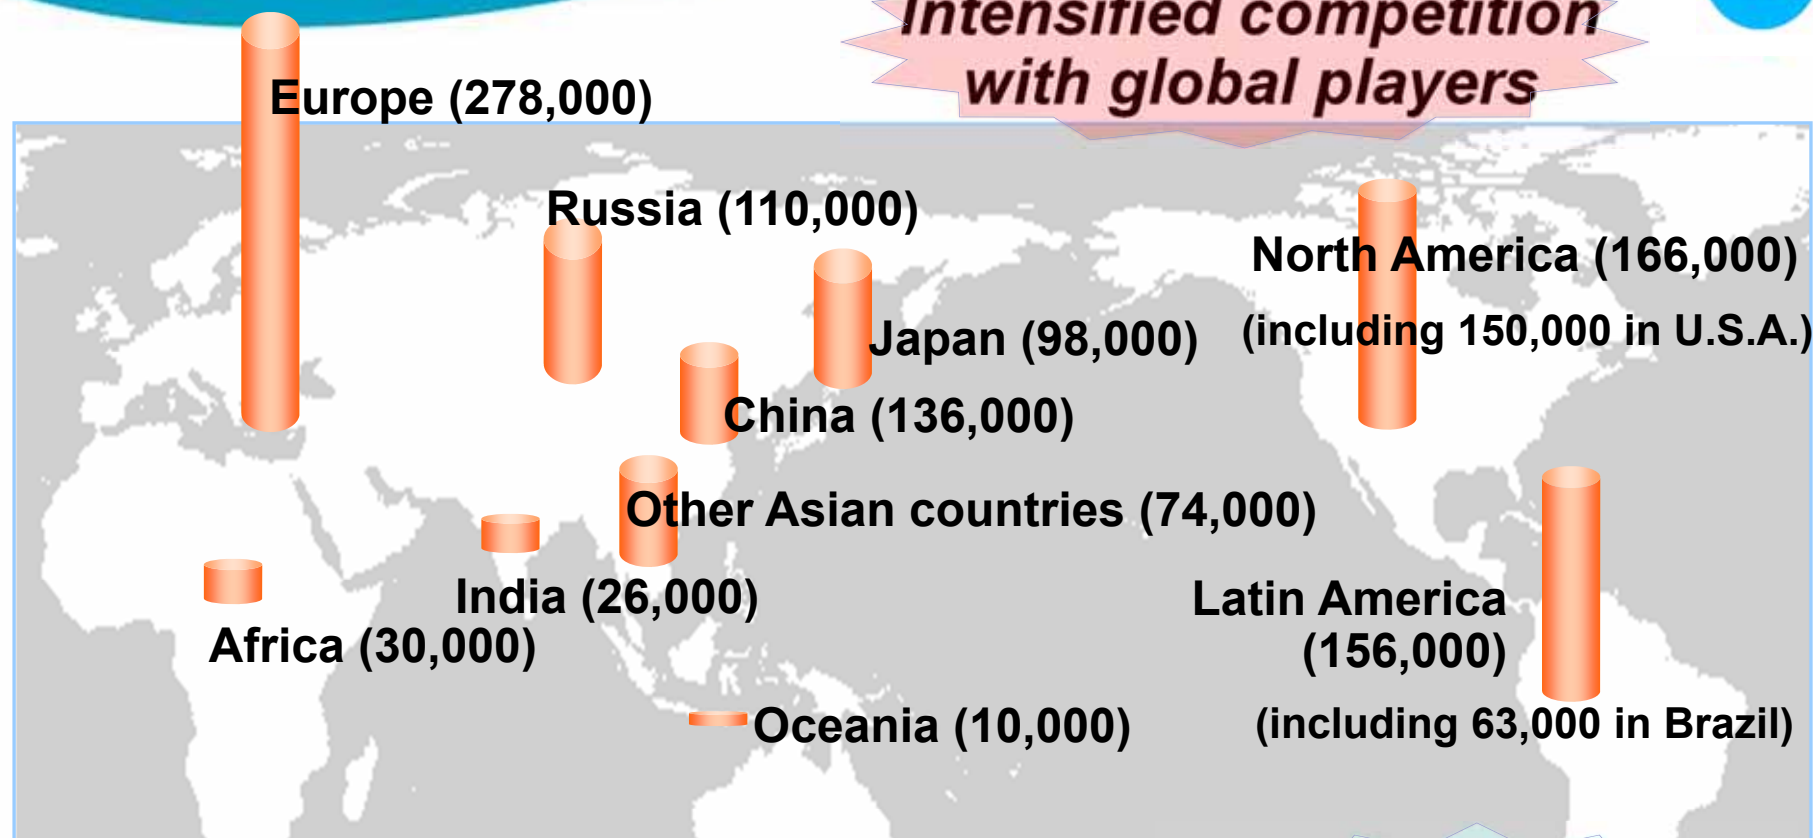 Intensified competition
with global players
Europe (278,000)
Russia (110,000)
North America (166,000)
(including 150,000 in U.S.A.)
Japan (98,000)
China (136,000)
Other Asian countries (74,000)
India (26,000)
Africa (30,000)
Latin America
(156,000)
(including 63,000 in Brazil)
Oceania (10,000)